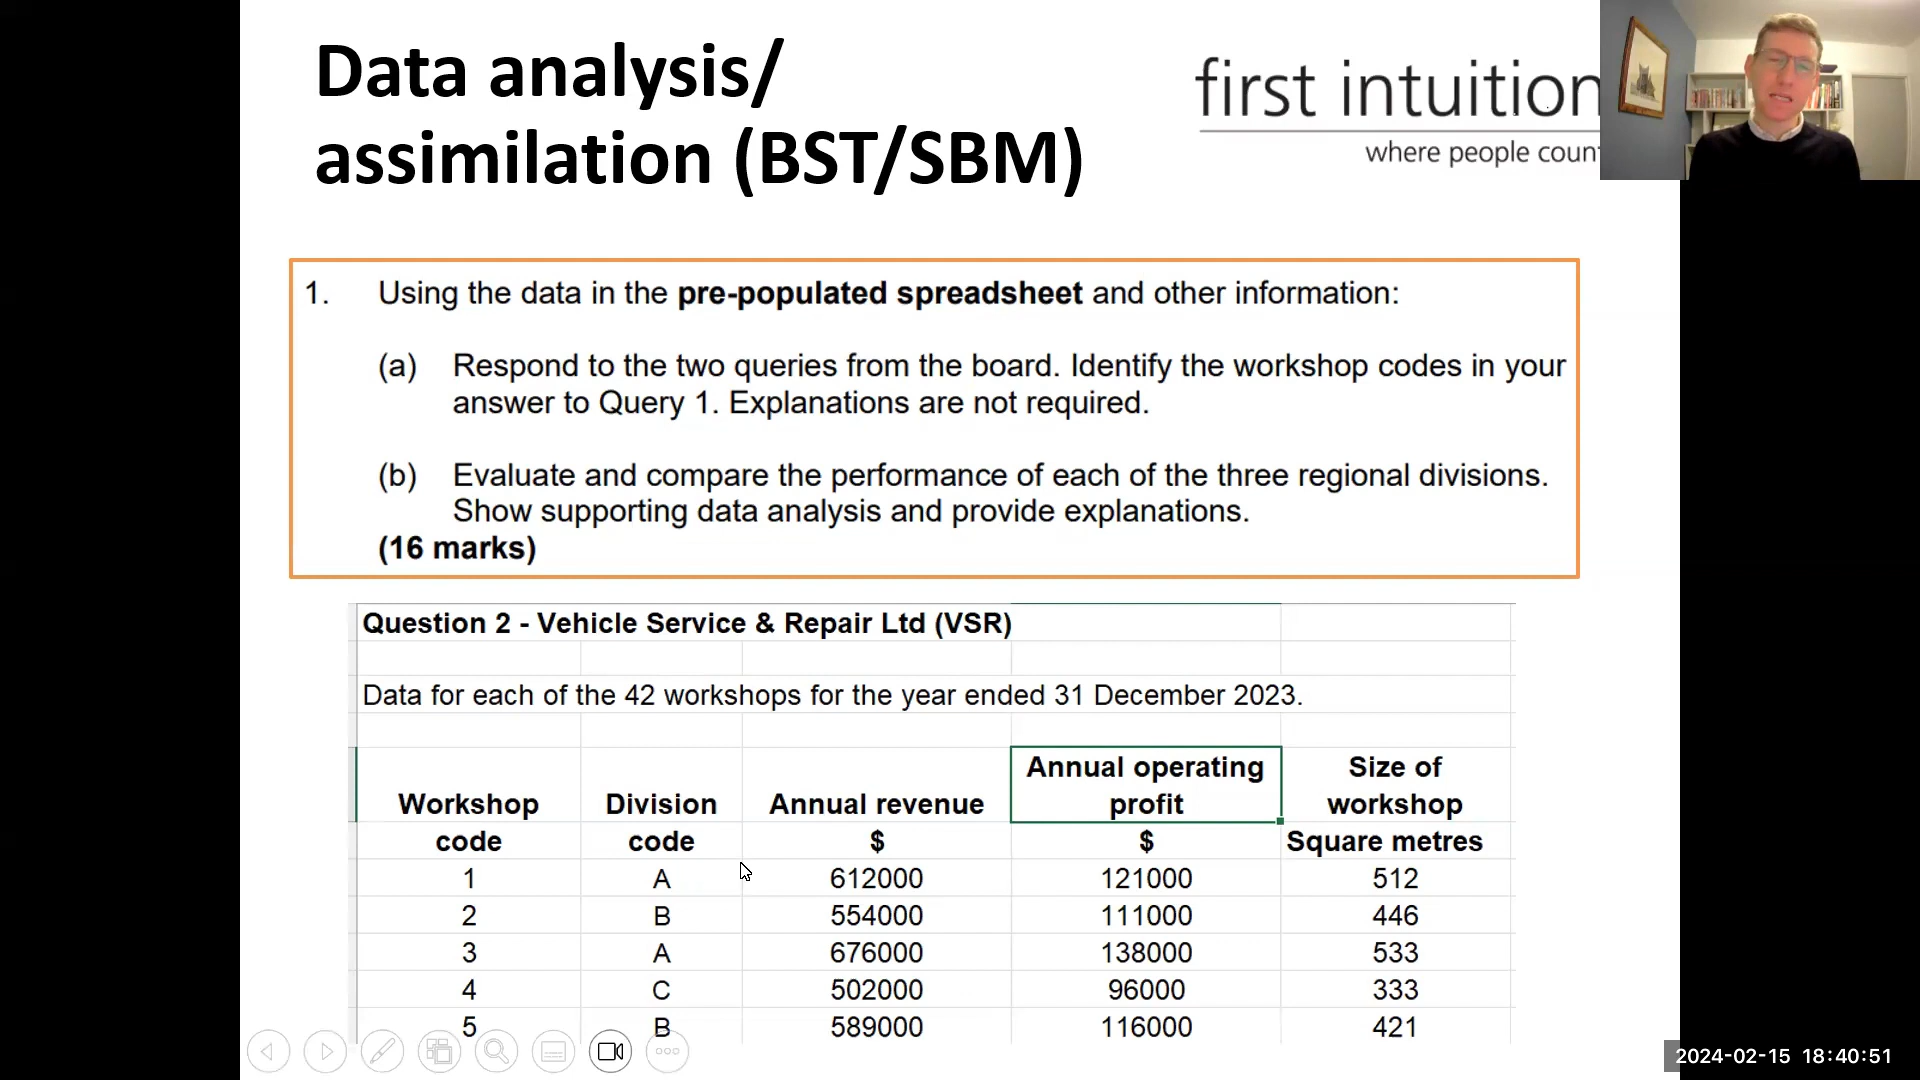 Data analysis/
assimilation (BST/SBM)
first intuition
where people coun
1. Using the data in the pre-populated spreadsheet and other information:
(a) Respond to the two queries from the board. Identify the workshop codes in your
answer to Query 1. Explanations are not required.
(b) Evaluate and compare the performance of each of the three regional divisions.
Show supporting data analysis and provide explanations.
(16 marks)
Question 2 - Vehicle Service & Repair Ltd (VSR)
Data for each of the 42 workshops for the year ended 31 December 2023.
Annual operating Size of
Workshop Division Annual revenue profit workshop
code code $ $ Square metres
1 A 612000 121000 512
2 B 554000 111000 446
3 A 676000 138000 533
4 C 502000 96000 333
5 B 589000 116000 421
2024-02-15 18:40:51